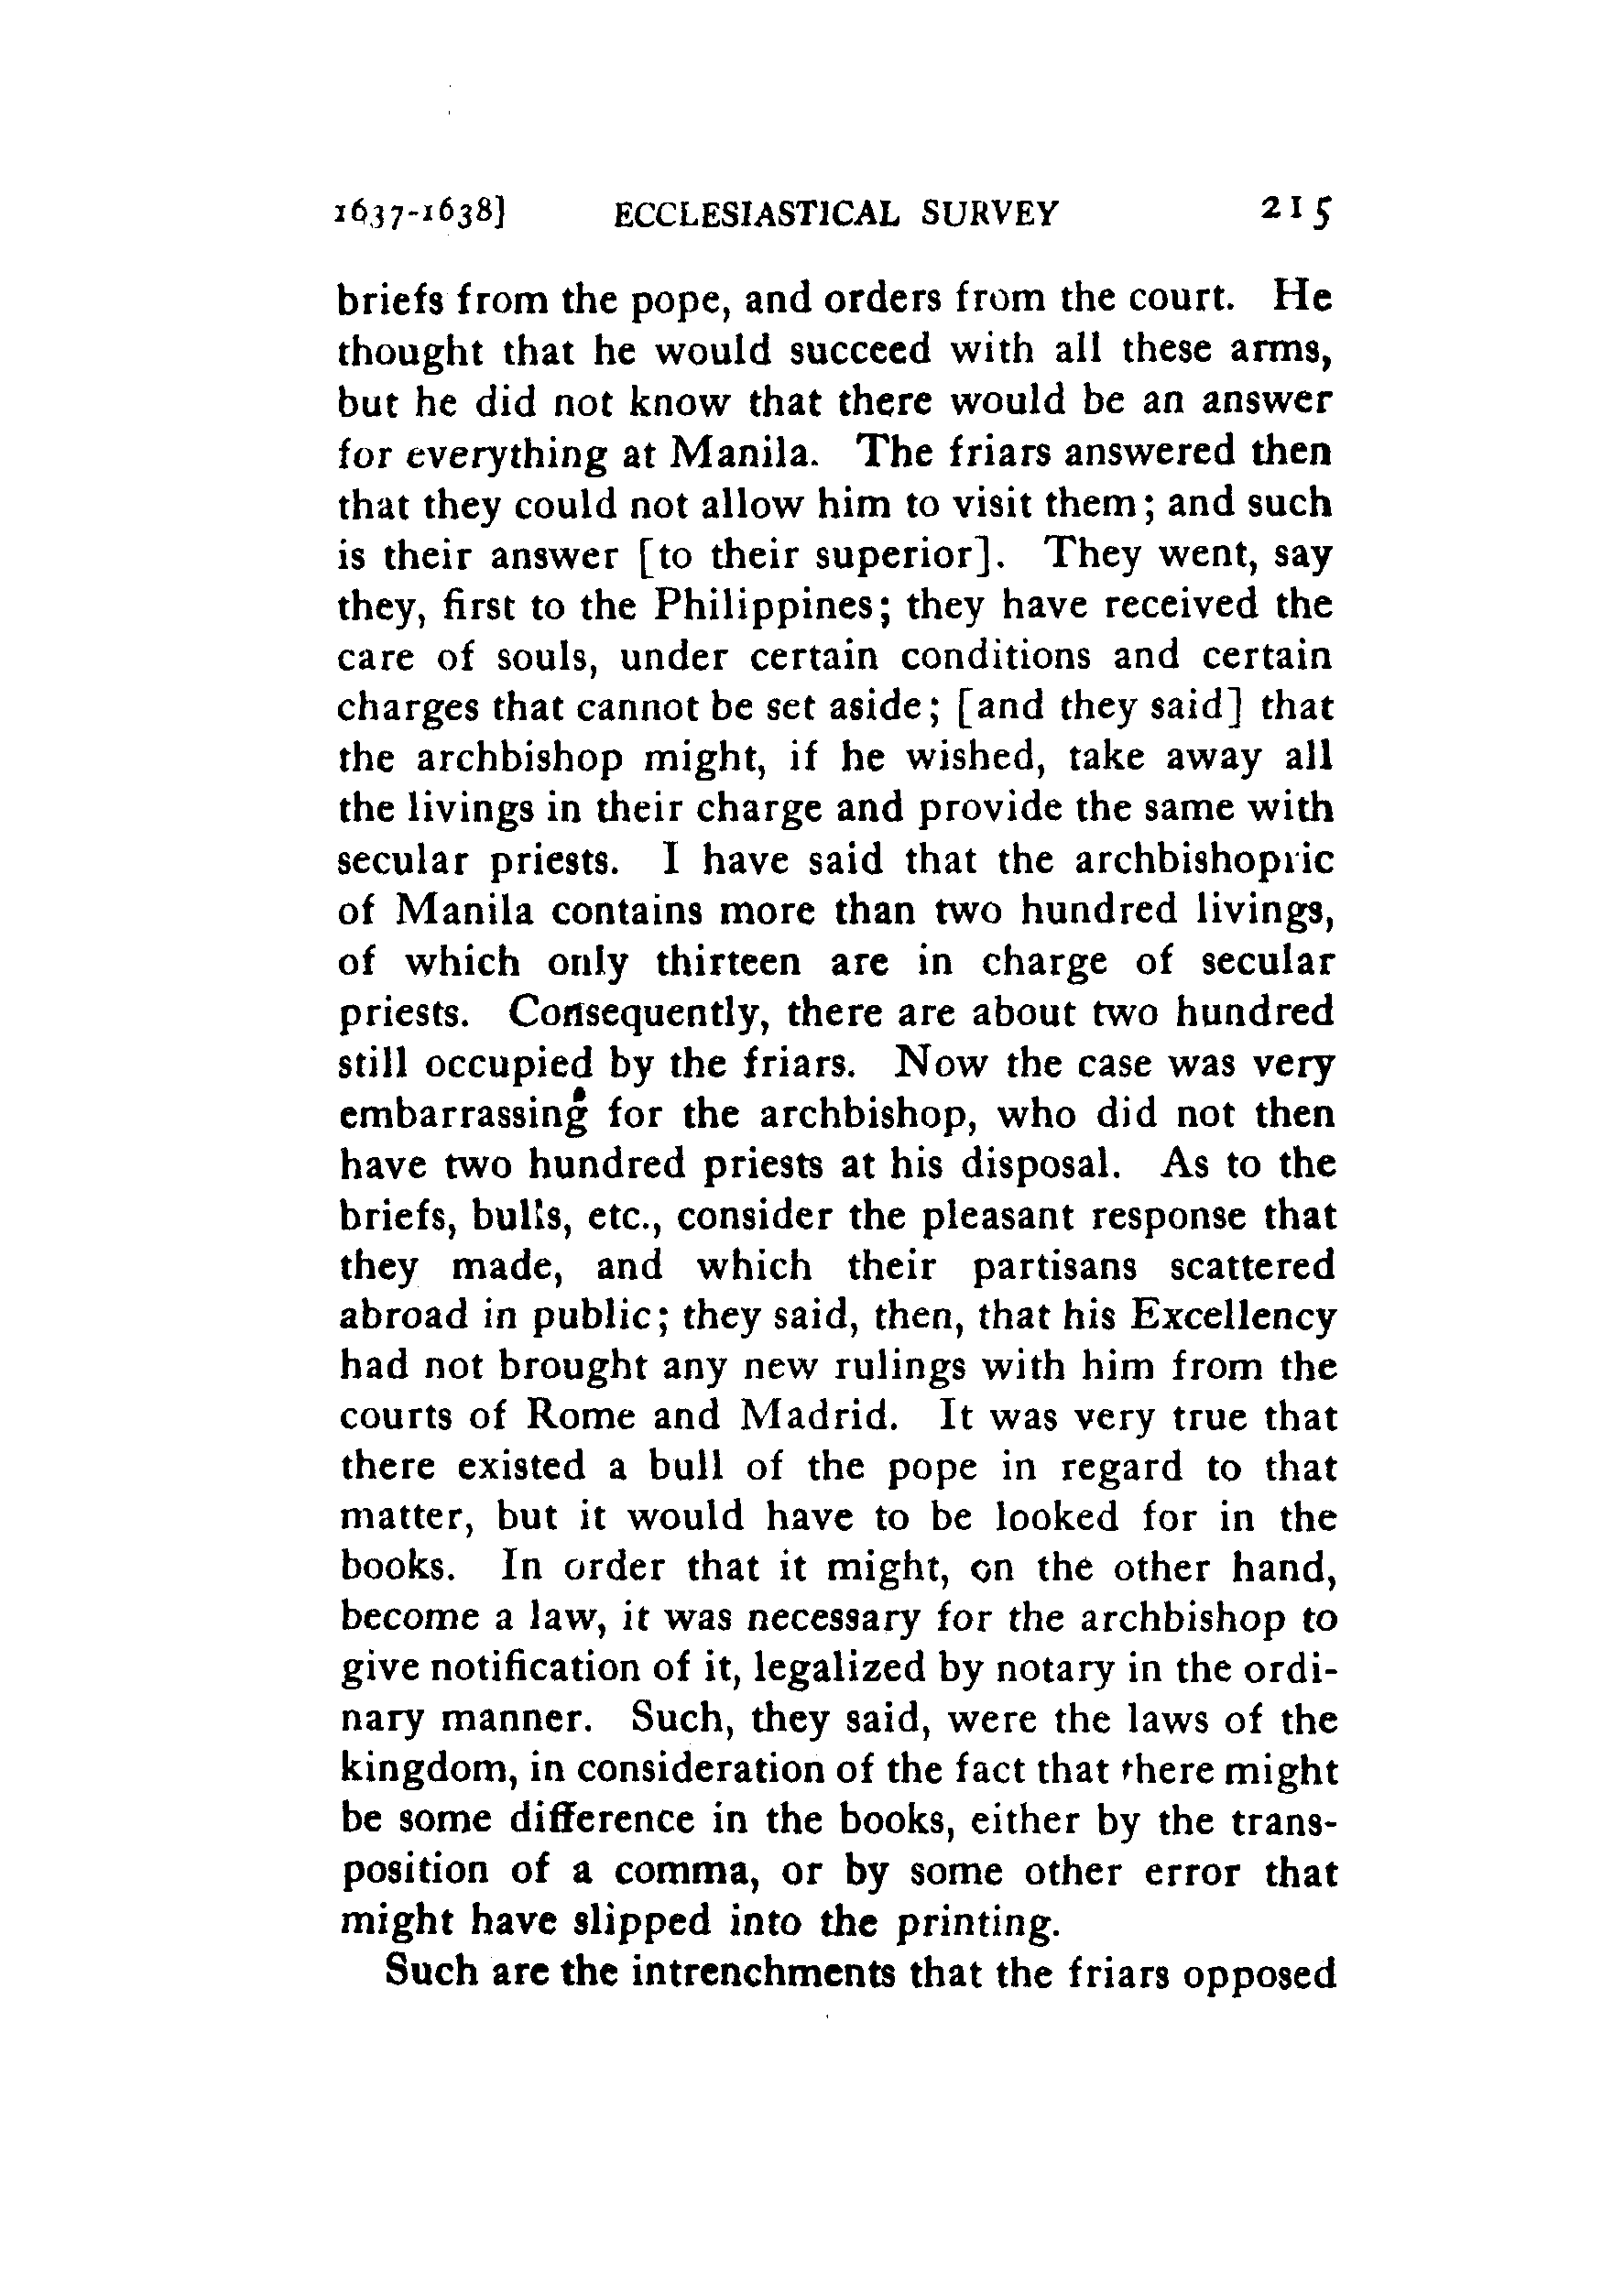 1637-1638] ECCLESIASTICAL SURVEY 215
briefs from the pope, and orders from the court. He
thought that he would succeed with all these arms,
but he did not know that there would be an answer
for everything at Manila. The friars answered then
that they could not allow him to visit them; and such
is their answer [to their superior]. They went, say
they, first to the Philippines; they have received the
care of souls, under certain conditions and certain
charges that cannot be set aside; [and they said] that
the archbishop might, if he wished, take away all
the livings in their charge and provide the same with
secular priests. I have said that the archbishopric
of Manila contains more than two hundred livings,
of which only thirteen are in charge of secular
priests. Consequently, there are about two hundred
still occupied by the friars. Now the case was very
embarrassing for the archbishop, who did not then
have two hundred priests at his disposal. As to the
briefs, bulls, etc., consider the pleasant response that
they made, and which their partisans scattered
abroad in public; they said, then, that his Excellency
had not brought any new rulings with him from the
courts of Rome and Madrid. It was very true that
there existed a bull of the pope in regard to that
matter, but it would have to be looked for in the
books. In order that it might, on the other hand,
become a law, it was necessary for the archbishop to
give notification of it, legalized by notary in the ordi-
nary manner. Such, they said, were the laws of the
kingdom, in consideration of the fact that there might
be some difference in the books, either by the trans-
position of a comma, or by some other error that
might have slipped into the printing.
Such are the intrenchments that the friars opposed